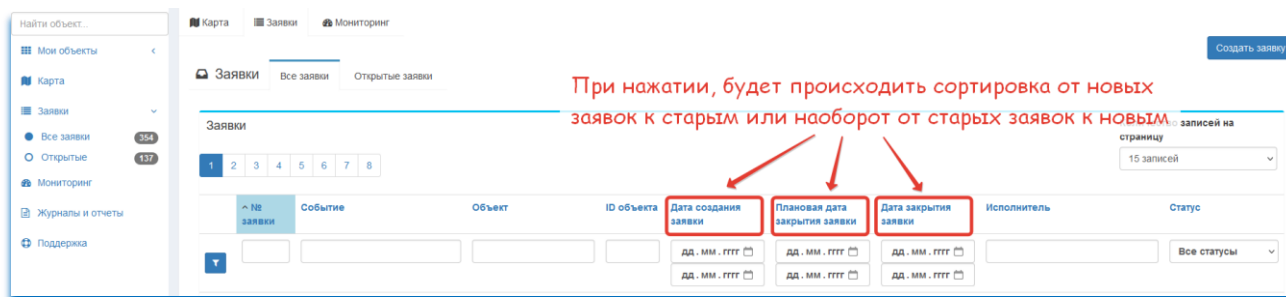 Найти объект...
Карта
Заявки
Мониторинг
Мои объекты
Создать заявку
Карта
Заявки
Все заявки
Открытые заявки
При нажатии, будет происходить сортировка от новых
заявок к старым или наоборот от старых заявок к новым
Заявки
Все заявки 354
Открытые 137
Мониторинг
Журналы и отчеты
Поддержка
Заявки
записей на
страницу
15 записей
1 2 3 4 5 6 7 8
№
заявки
Событие
Объект
ID объекта
Дата создания
заявки
Плановая дата
закрытия заявки
Дата закрытия
заявки
Исполнитель
Статус
дд.мм.гггг
дд.мм.гггг
дд.мм.гггг
Все статусы
дд.мм.гггг
дд.мм.гггг
дд.мм.гггг